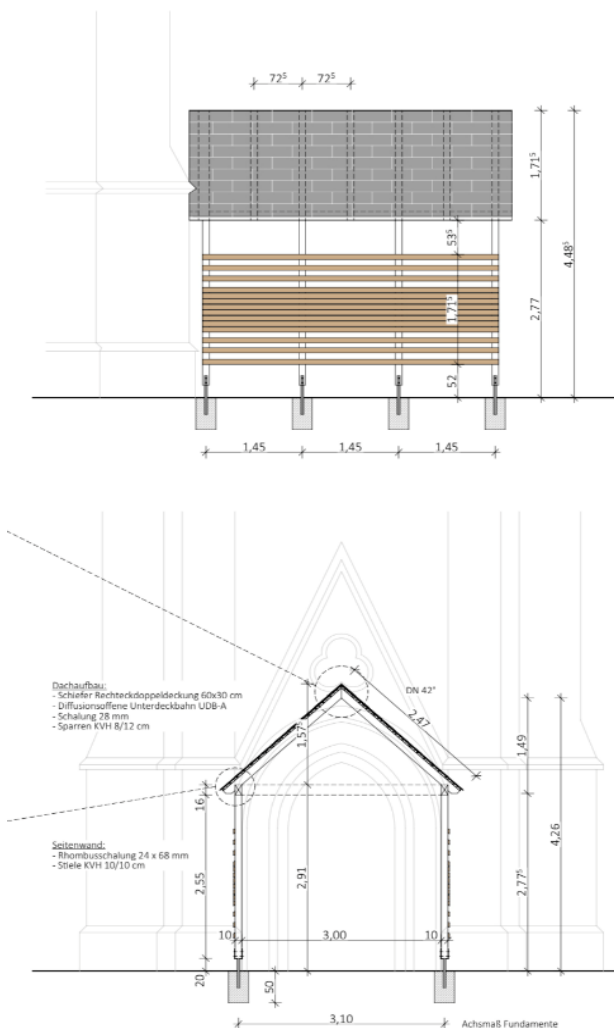 72⁵ 72⁵
1,71⁵
53⁵
4,48⁵
1,71⁵
2,77
52
1,45 1,45 1,45
Dachaufbau:
- Schiefer Rechteckdoppeldeckung 60x30 cm
- Diffusionsoffene Unterdeckbahn UDB-A
- Schalung 28 mm
- Sparren KVH 8/12 cm
DN 42°
2,47
1,57
1,49
16
4,26
Seitenwand:
- Rhombusschalung 24 x 68 mm
- Stiele KVH 10/10 cm
2,55
2,91
2,77⁵
10 3,00 10
20
50
3,10
Achsmaß Fundamente